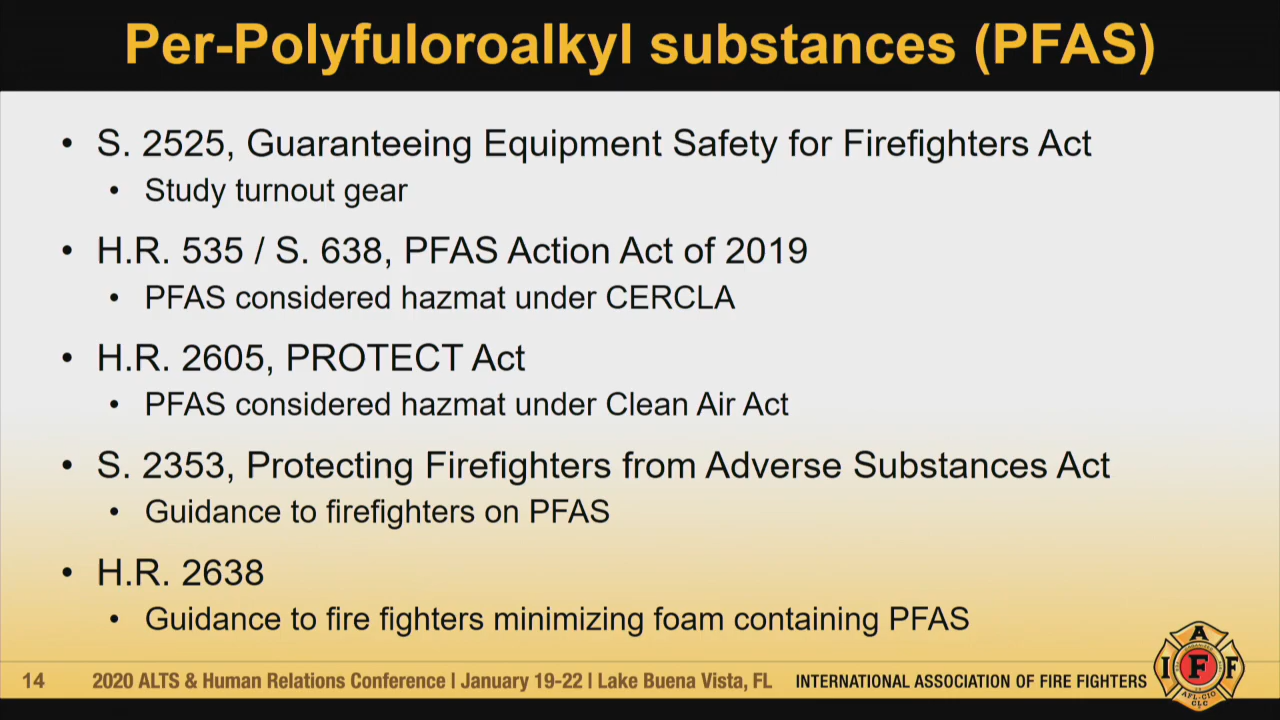 Per-Polyfuloroalkyl substances (PFAS)
• S. 2525, Guaranteeing Equipment Safety for Firefighters Act
• Study turnout gear
• H.R. 535 / S. 638, PFAS Action Act of 2019
• PFAS considered hazmat under CERCLA
• H.R. 2605, PROTECT Act
• PFAS considered hazmat under Clean Air Act
• S. 2353, Protecting Firefighters from Adverse Substances Act
• Guidance to firefighters on PFAS
• H.R. 2638
• Guidance to fire fighters minimizing foam containing PFAS
14 2020 ALTS & Human Relations Conference | January 19-22 | Lake Buena Vista, FL INTERNATIONAL ASSOCIATION OF FIRE FIGHTERS
A
I F F
AFL-CIO
CLC